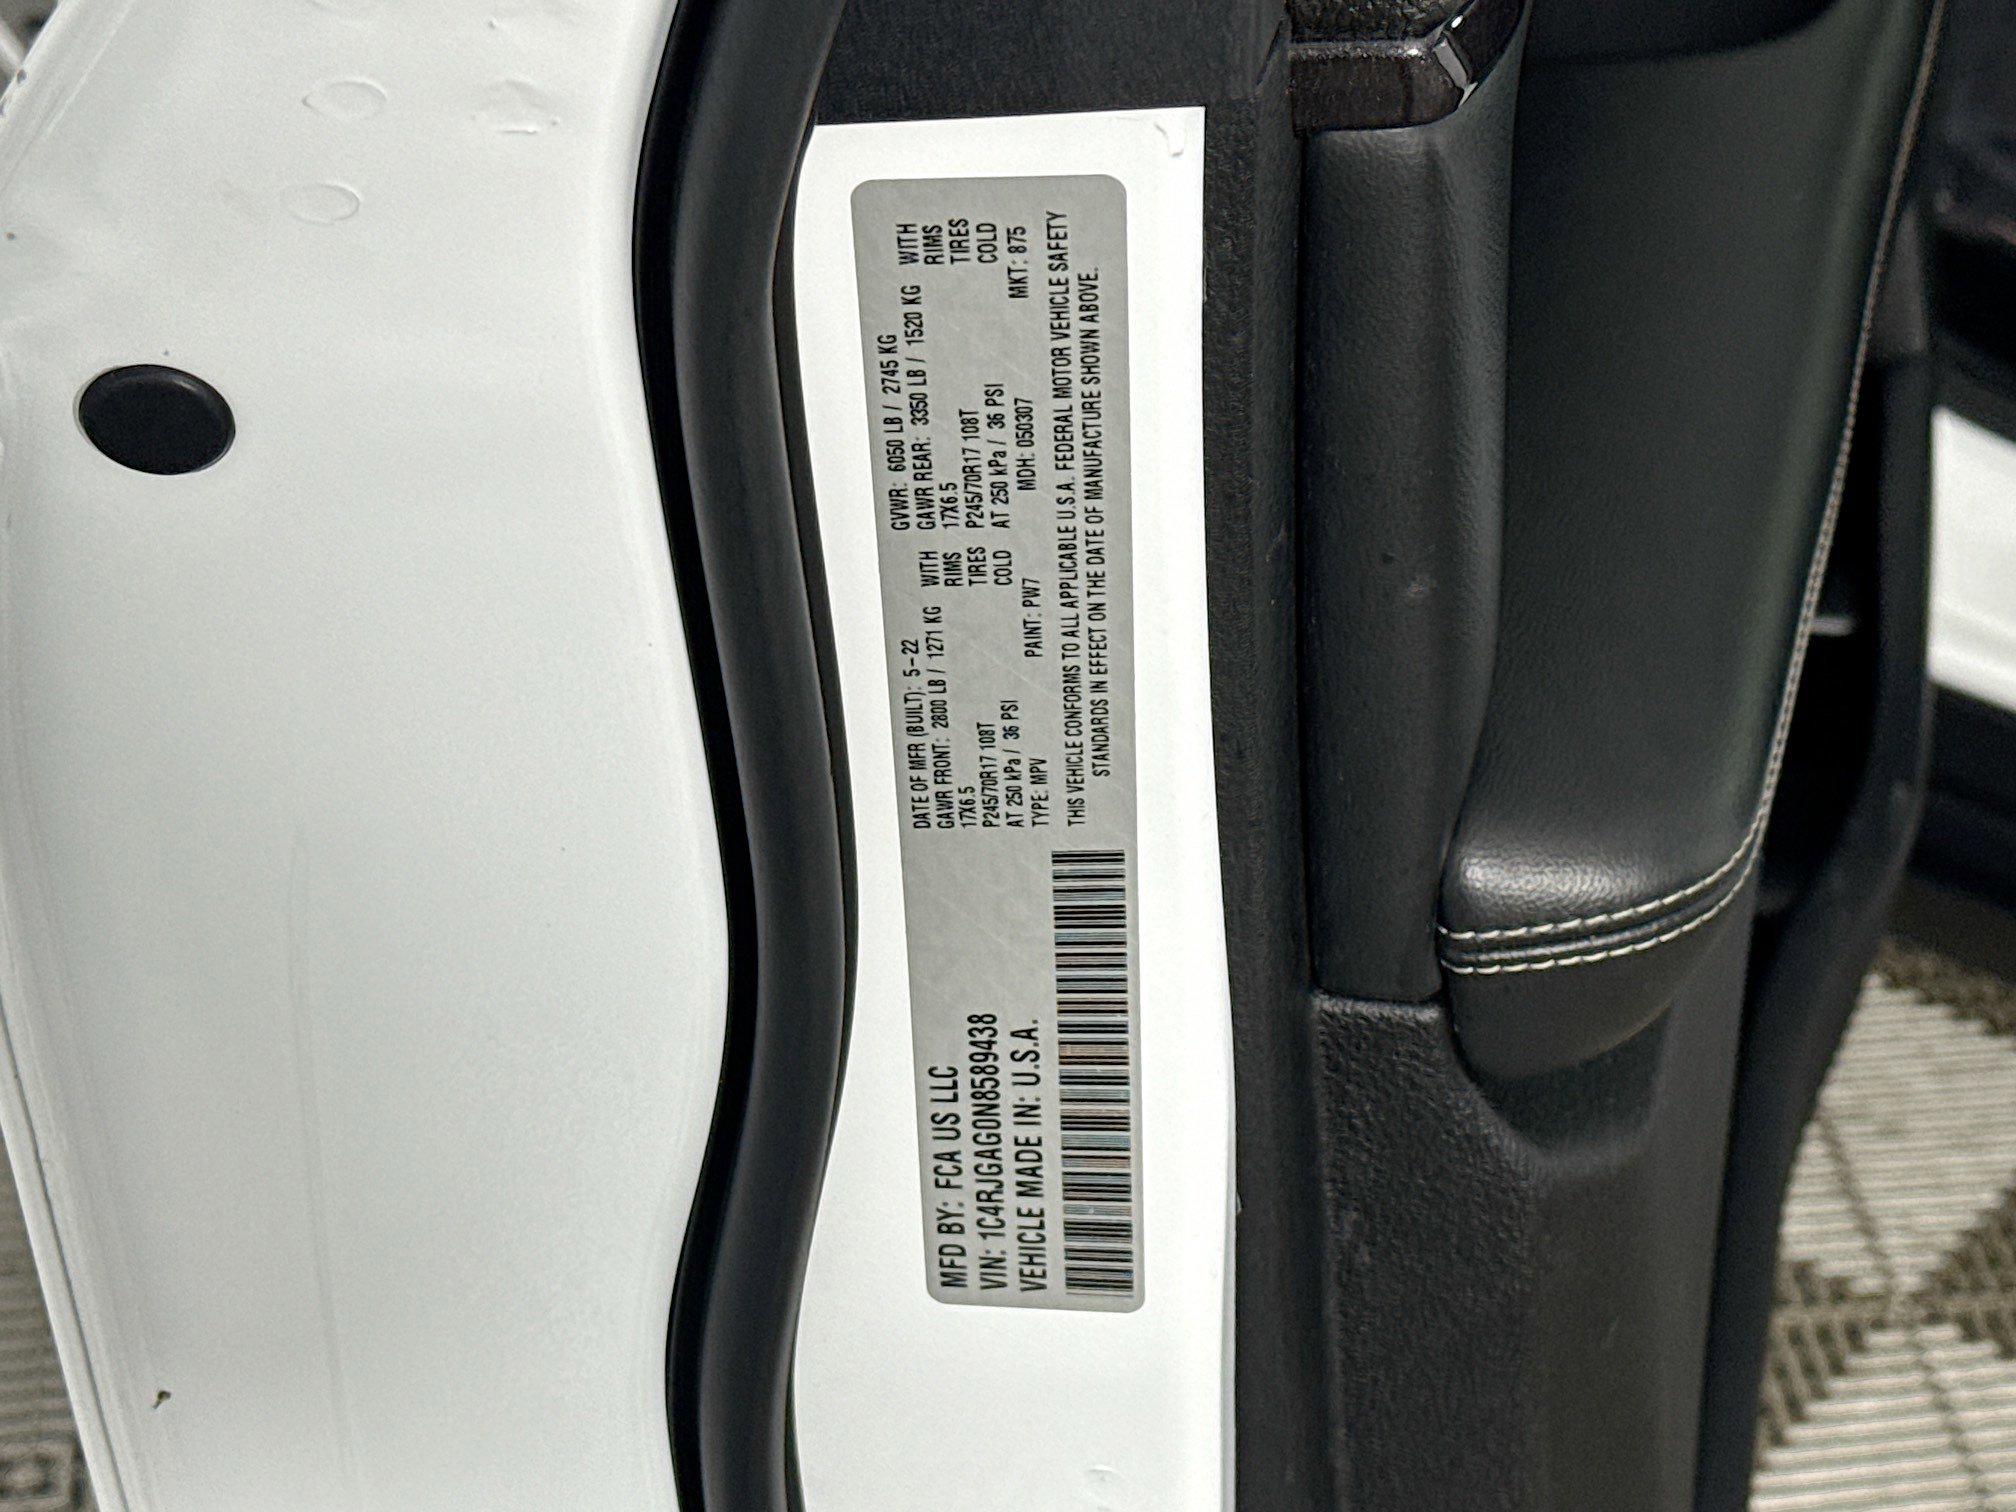 MFD BY: FCA US LLC
VIN: 1C4RJGAG0N8589438
VEHICLE MADE IN: U.S.A.
DATE OF MFR (BUILT): 5-22 GVWR: 6050 LB / 2745 KG
GAWR FRONT: 2800 LB / 1271 KG WITH GAWR REAR: 3350 LB / 1520 KG WITH
17X6.5 RIMS 17X6.5 RIMS
P245/70R17 108T TIRES P245/70R17 108T TIRES
AT 250 kPa / 36 PSI COLD AT 250 kPa / 36 PSI COLD
TYPE: MPV PAINT: PW7 MDH: 050307 MKT: 875
THIS VEHICLE CONFORMS TO ALL APPLICABLE U.S.A. FEDERAL MOTOR VEHICLE SAFETY
STANDARDS IN EFFECT ON THE DATE OF MANUFACTURE SHOWN ABOVE.